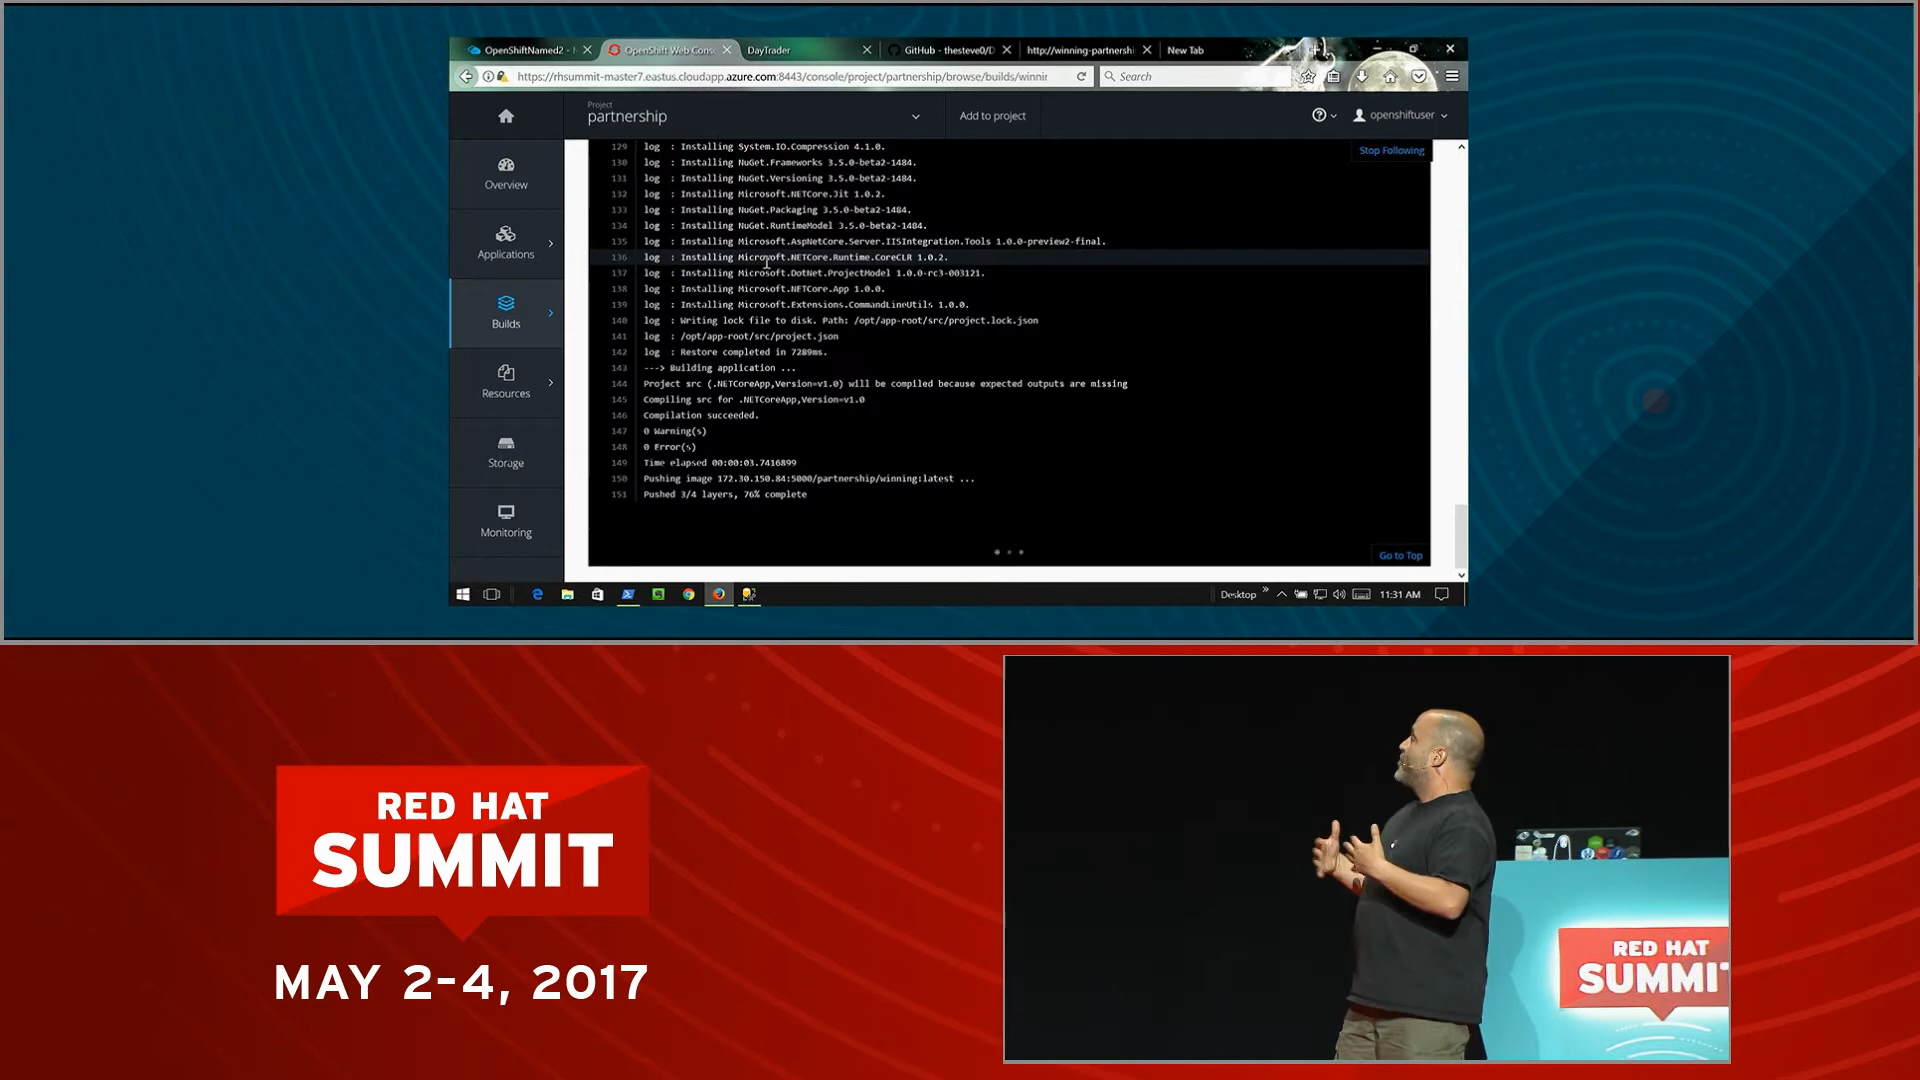 OpenShiftNamed2 -
OpenShift Web Cons
DayTrader
GitHub - thesteve0/D
http://winning-partnersh
New Tab
https://rhsummit-master7.eastus.cloudapp.azure.com:8443/console/project/partnership/browse/builds/winnir
Search
Project
partnership
Add to project
openshiftuser
Overview
Applications
Builds
Resources
Storage
Monitoring
Stop Following
129 log : Installing System.IO.Compression 4.1.0.
130 log : Installing NuGet.Frameworks 3.5.0-beta2-1484.
131 log : Installing NuGet.Versioning 3.5.0-beta2-1484.
132 log : Installing Microsoft.NETCore.Jit 1.0.2.
133 log : Installing NuGet.Packaging 3.5.0-beta2-1484.
134 log : Installing NuGet.RuntimeModel 3.5.0-beta2-1484.
135 log : Installing Microsoft.AspNetCore.Server.IISIntegration.Tools 1.0.0-preview2-final.
136 log : Installing Microsoft.NETCore.Runtime.CoreCLR 1.0.2.
137 log : Installing Microsoft.DotNet.ProjectModel 1.0.0-rc3-003121.
138 log : Installing Microsoft.NETCore.App 1.0.0.
139 log : Installing Microsoft.Extensions.CommandLineUtils 1.0.0.
140 log : Writing lock file to disk. Path: /opt/app-root/src/project.lock.json
141 log : /opt/app-root/src/project.json
142 log : Restore completed in 7289ms.
143 ---> Building application ...
144 Project src (.NETCoreApp,Version=v1.0) will be compiled because expected outputs are missing
145 Compiling src for .NETCoreApp,Version=v1.0
146 Compilation succeeded.
147 0 Warning(s)
148 0 Error(s)
149 Time elapsed 00:00:03.7416899
150 Pushing image 172.30.150.84:5000/partnership/winning:latest ...
151 Pushed 3/4 layers, 76% complete
Go to Top
Desktop
11:31 AM
RED HAT
SUMMIT
MAY 2-4, 2017
RED HAT
SUMMIT